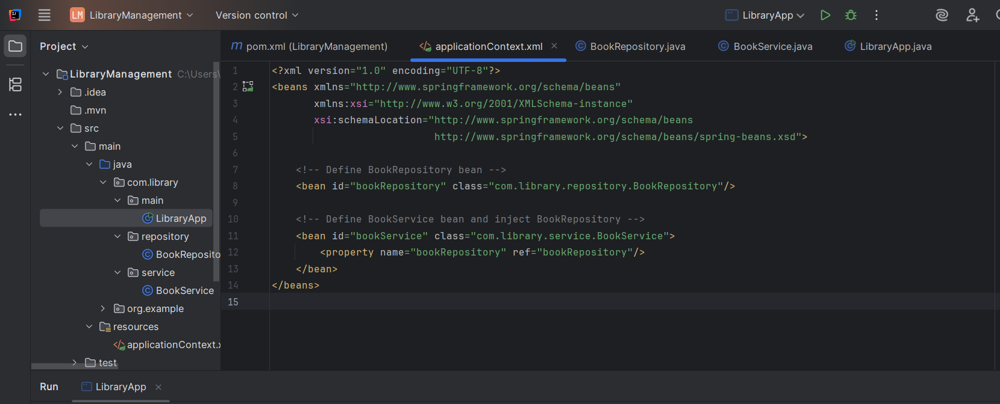 LM LibraryManagement Version control LibraryApp
Project
pom.xml (LibraryManagement) applicationContext.xml BookRepository.java BookService.java LibraryApp.java
LibraryManagement C:\Users\
.idea
.mvn
src
main
java
com.library
main
LibraryApp
repository
BookReposito
service
BookService
org.example
resources
applicationContext.x
test
1 <?xml version="1.0" encoding="UTF-8"?>
2 <beans xmlns="http://www.springframework.org/schema/beans"
3 xmlns:xsi="http://www.w3.org/2001/XMLSchema-instance"
4 xsi:schemaLocation="http://www.springframework.org/schema/beans
5 http://www.springframework.org/schema/beans/spring-beans.xsd">
6
7 <!-- Define BookRepository bean -->
8 <bean id="bookRepository" class="com.library.repository.BookRepository"/>
9
10 <!-- Define BookService bean and inject BookRepository -->
11 <bean id="bookService" class="com.library.service.BookService">
12 <property name="bookRepository" ref="bookRepository"/>
13 </bean>
14 </beans>
15
Run LibraryApp